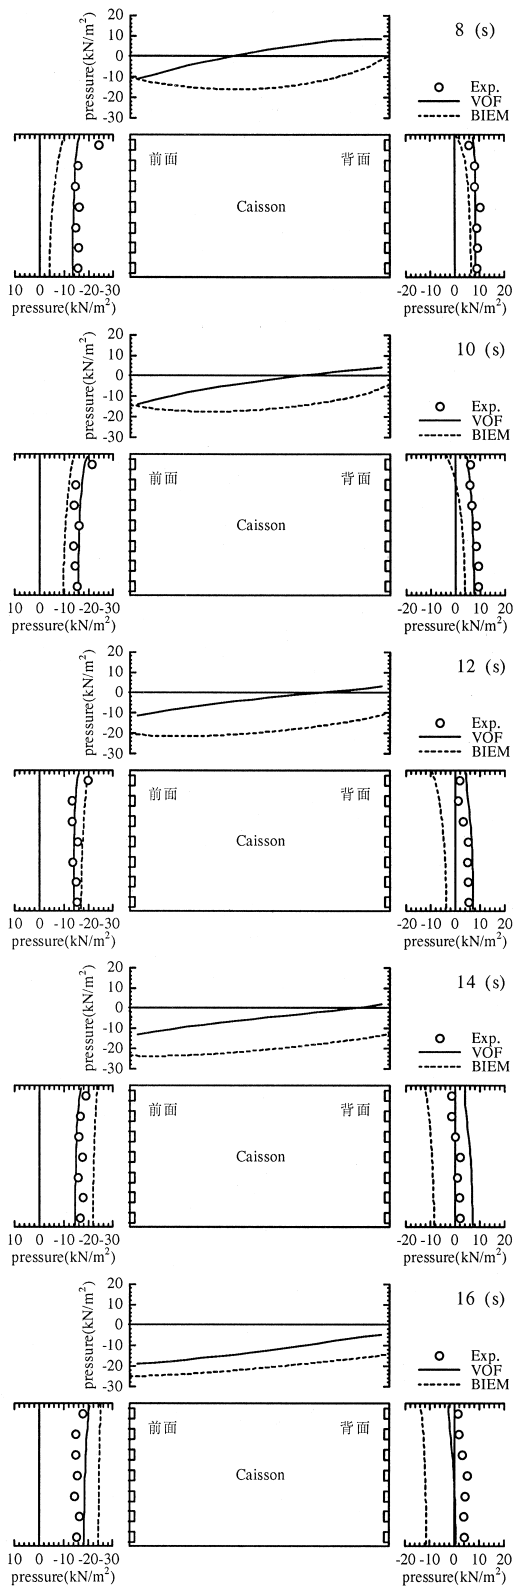 20
10
0
-10
-20
-30
pressure(kN/m²)
8 (s)
Exp.
VOF
BIEM
前面
背面
Caisson
10 0 -10 -20 -30
pressure(kN/m²)
-20 -10 0 10 20
pressure(kN/m²)
20
10
0
-10
-20
-30
pressure(kN/m²)
10 (s)
Exp.
VOF
BIEM
前面
背面
Caisson
10 0 -10 -20 -30
pressure(kN/m²)
-20 -10 0 10 20
pressure(kN/m²)
20
10
0
-10
-20
-30
pressure(kN/m²)
12 (s)
Exp.
VOF
BIEM
前面
背面
Caisson
10 0 -10 -20 -30
pressure(kN/m²)
-20 -10 0 10 20
pressure(kN/m²)
20
10
0
-10
-20
-30
pressure(kN/m²)
14 (s)
Exp.
VOF
BIEM
前面
背面
Caisson
10 0 -10 -20 -30
pressure(kN/m²)
-20 -10 0 10 20
pressure(kN/m²)
20
10
0
-10
-20
-30
pressure(kN/m²)
16 (s)
Exp.
VOF
BIEM
前面
背面
Caisson
10 0 -10 -20 -30
pressure(kN/m²)
-20 -10 0 10 20
pressure(kN/m²)